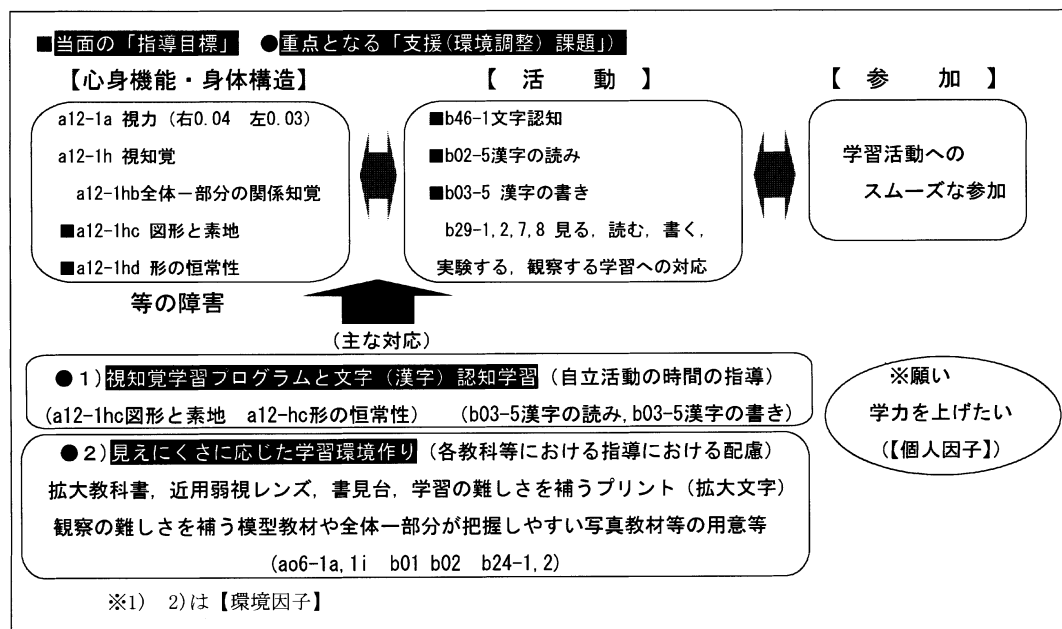 ■当面の「指導目標」 ●重点となる「支援(環境調整)課題」)
【心身機能・身体構造】
a12-1a 視力 (右0.04 左0.03)
a12-1h 視知覚
a12-1hb全体ー部分の関係知覚
■a12-1hc 図形と素地
■a12-1hd 形の恒常性
等の障害
【 活 動 】
■b46-1文字認知
■b02-5漢字の読み
■b03-5 漢字の書き
b29-1,2,7,8 見る,読む,書く,
実験する,観察する学習への対応
【 参 加 】
学習活動への
スムーズな参加
(主な対応)
●1)視知覚学習プログラムと文字(漢字)認知学習(自立活動の時間の指導)
(a12-1hc図形と素地 a12-hc形の恒常性) (b03-5漢字の読み,b03-5漢字の書き)
●2)見えにくさに応じた学習環境作り(各教科等における指導における配慮)
拡大教科書,近用弱視レンズ,書見台,学習の難しさを補うプリント(拡大文字)
観察の難しさを補う模型教材や全体ー部分が把握しやすい写真教材等の用意等
(ao6-1a,1i b01 b02 b24-1,2)
※願い
学力を上げたい
(【個人因子】)
※1) 2)は【環境因子】